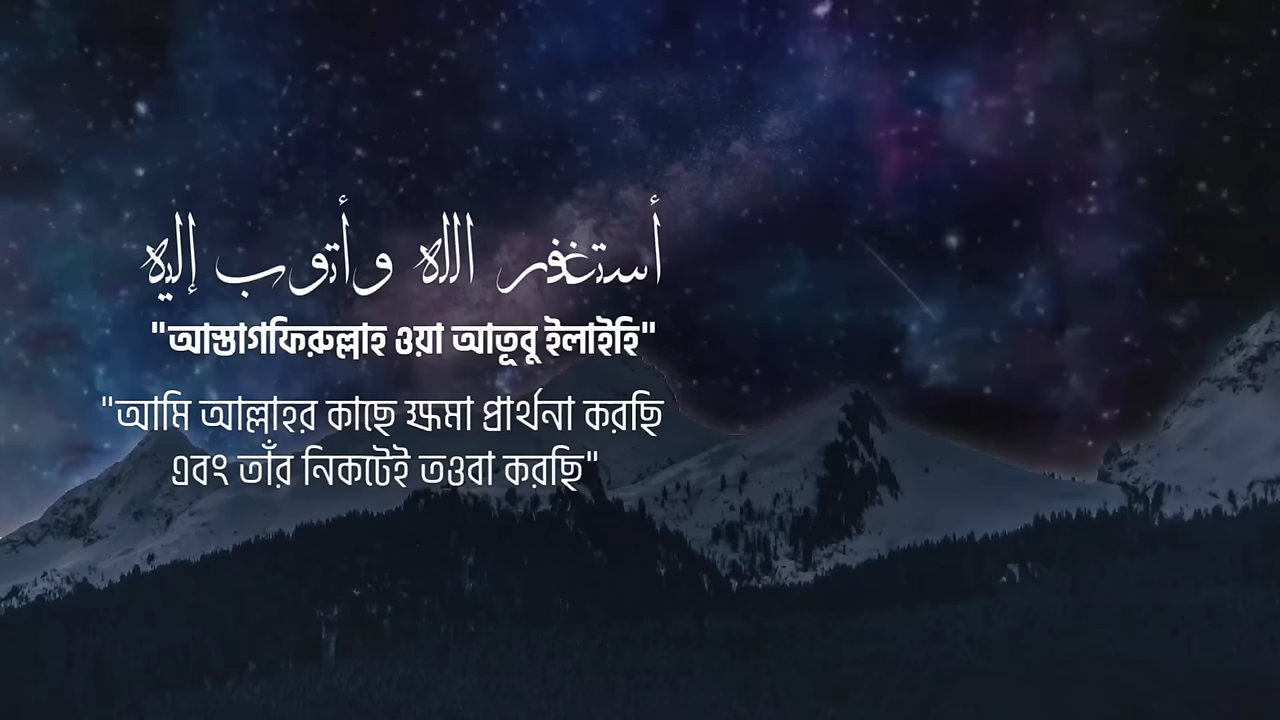 أستغفر الله وأتوب إليه
"আস্তাগফিরুল্লাহ ওয়া আতূবু ইলাইহি"
"আমি আল্লাহর কাছে ক্ষমা প্রার্থনা করছি
এবং তাঁর নিকটেই তওবা করছি"